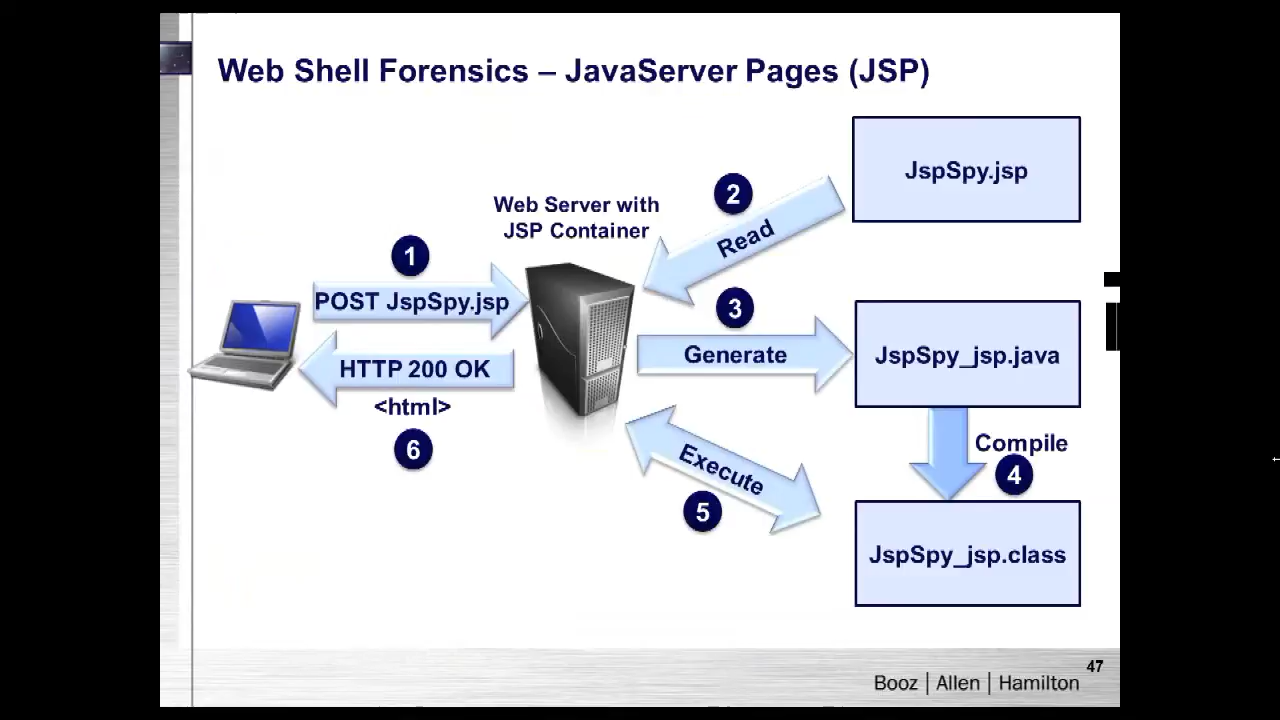 Web Shell Forensics – JavaServer Pages (JSP)
JspSpy.jsp
2
Read
Web Server with
JSP Container
1
POST JspSpy.jsp
3
Generate
JspSpy_jsp.java
HTTP 200 OK
<html>
6
Compile
4
Execute
5
JspSpy_jsp.class
47
Booz | Allen | Hamilton